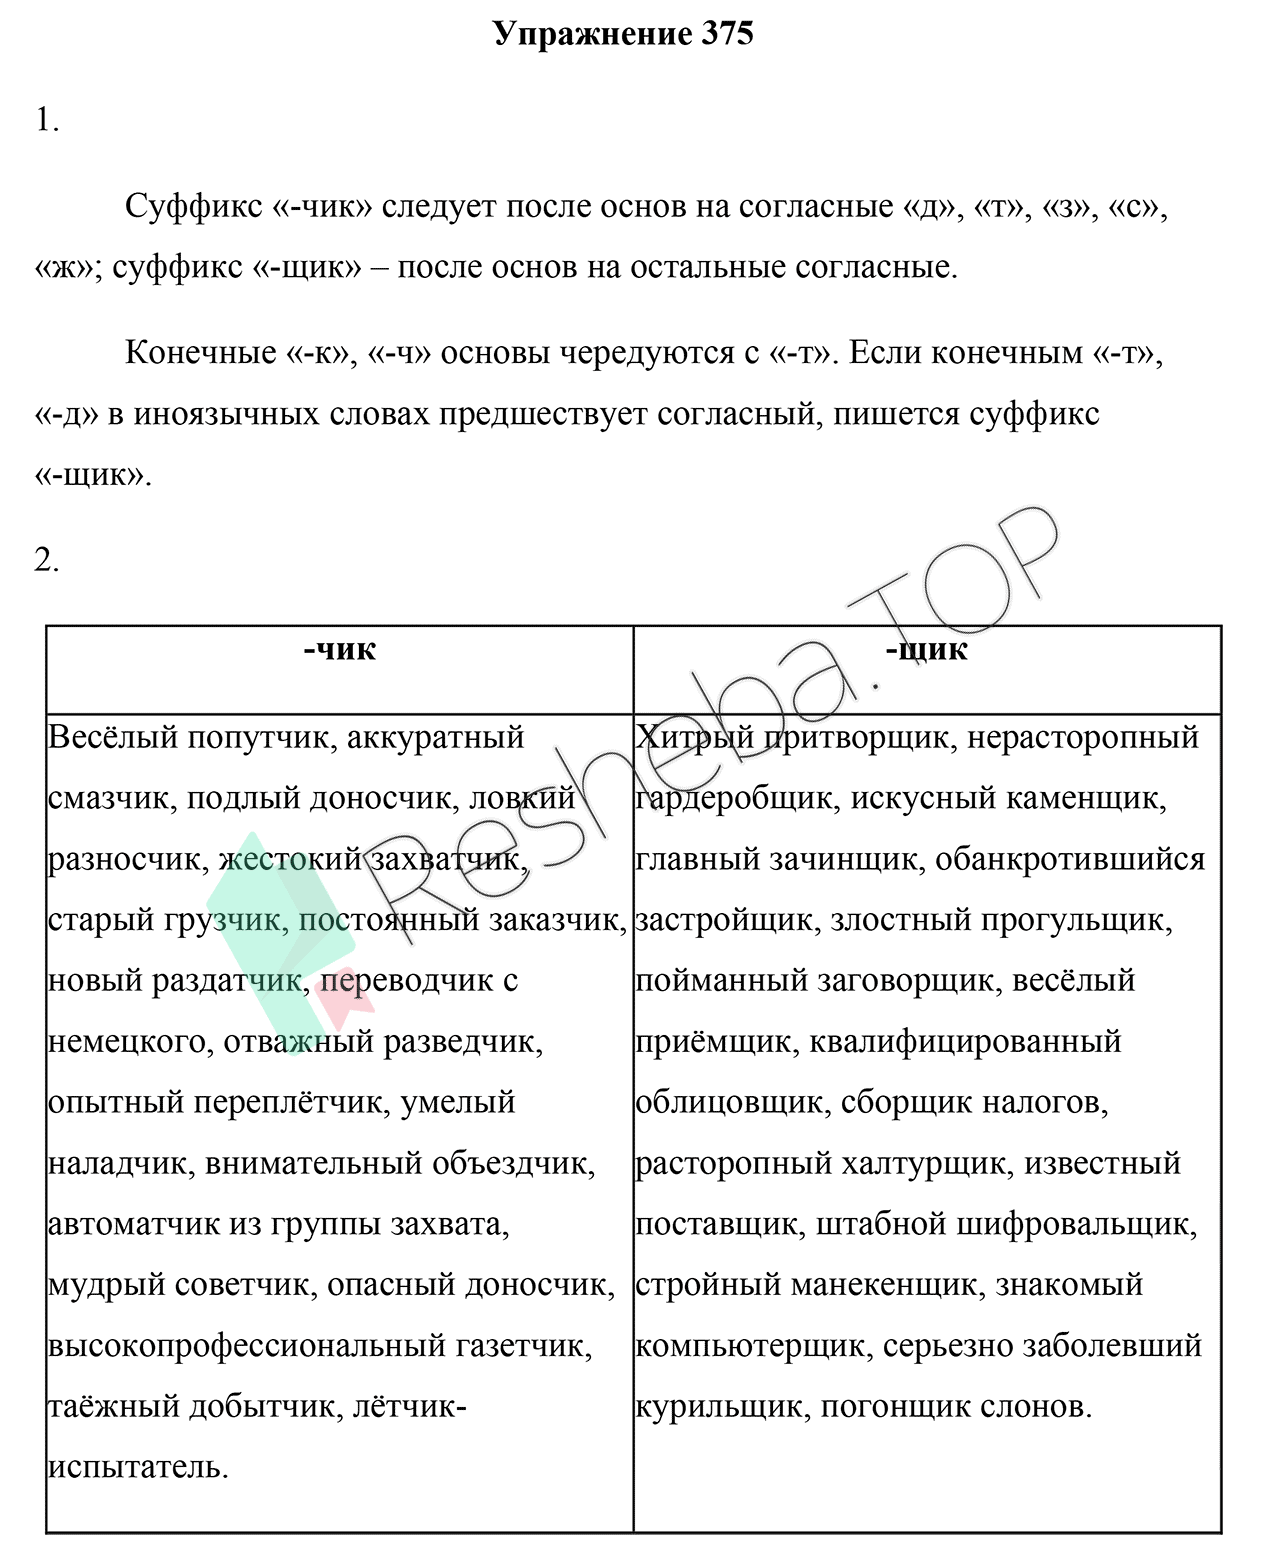 Упражнение 375
1.
Суффикс «-чик» следует после основ на согласные «д», «т», «з», «с»,
«ж»; суффикс «-щик» – после основ на остальные согласные.
Конечные «-к», «-ч» основы чередуются с «-т». Если конечным «-т»,
«-д» в иноязычных словах предшествует согласный, пишется суффикс
«-щик».
2.
-чик
Весёлый попутчик, аккуратный
смазчик, подлый доносчик, ловкий
разносчик, жестокий захватчик,
старый грузчик, постоянный заказчик,
новый раздатчик, переводчик с
немецкого, отважный разведчик,
опытный переплётчик, умелый
наладчик, внимательный объездчик,
автоматчик из группы захвата,
мудрый советчик, опасный доносчик,
высокопрофессиональный газетчик,
таёжный добытчик, лётчик-
испытатель.
-щик
Хитрый притворщик, нерасторопный
гардеробщик, искусный каменщик,
главный зачинщик, обанкротившийся
застройщик, злостный прогульщик,
пойманный заговорщик, весёлый
приёмщик, квалифицированный
облицовщик, сборщик налогов,
расторопный халтурщик, известный
поставщик, штабной шифровальщик,
стройный манекенщик, знакомый
компьютерщик, серьезно заболевший
курильщик, погонщик слонов.
Resheba.TOP